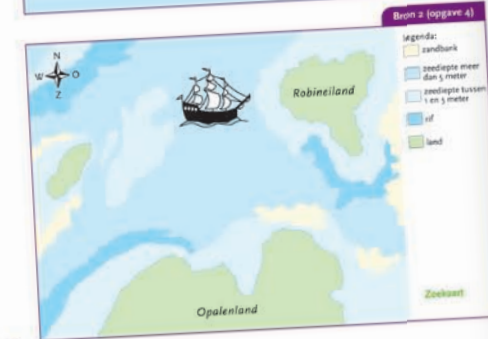 Bron 2 (opgave 4)
legenda:
zandbank
zeediepte meer
dan 5 meter
zeediepte tussen
1 en 5 meter
rif
land
N
W O
Z
Robineiland
Opalenland
Zeekaart